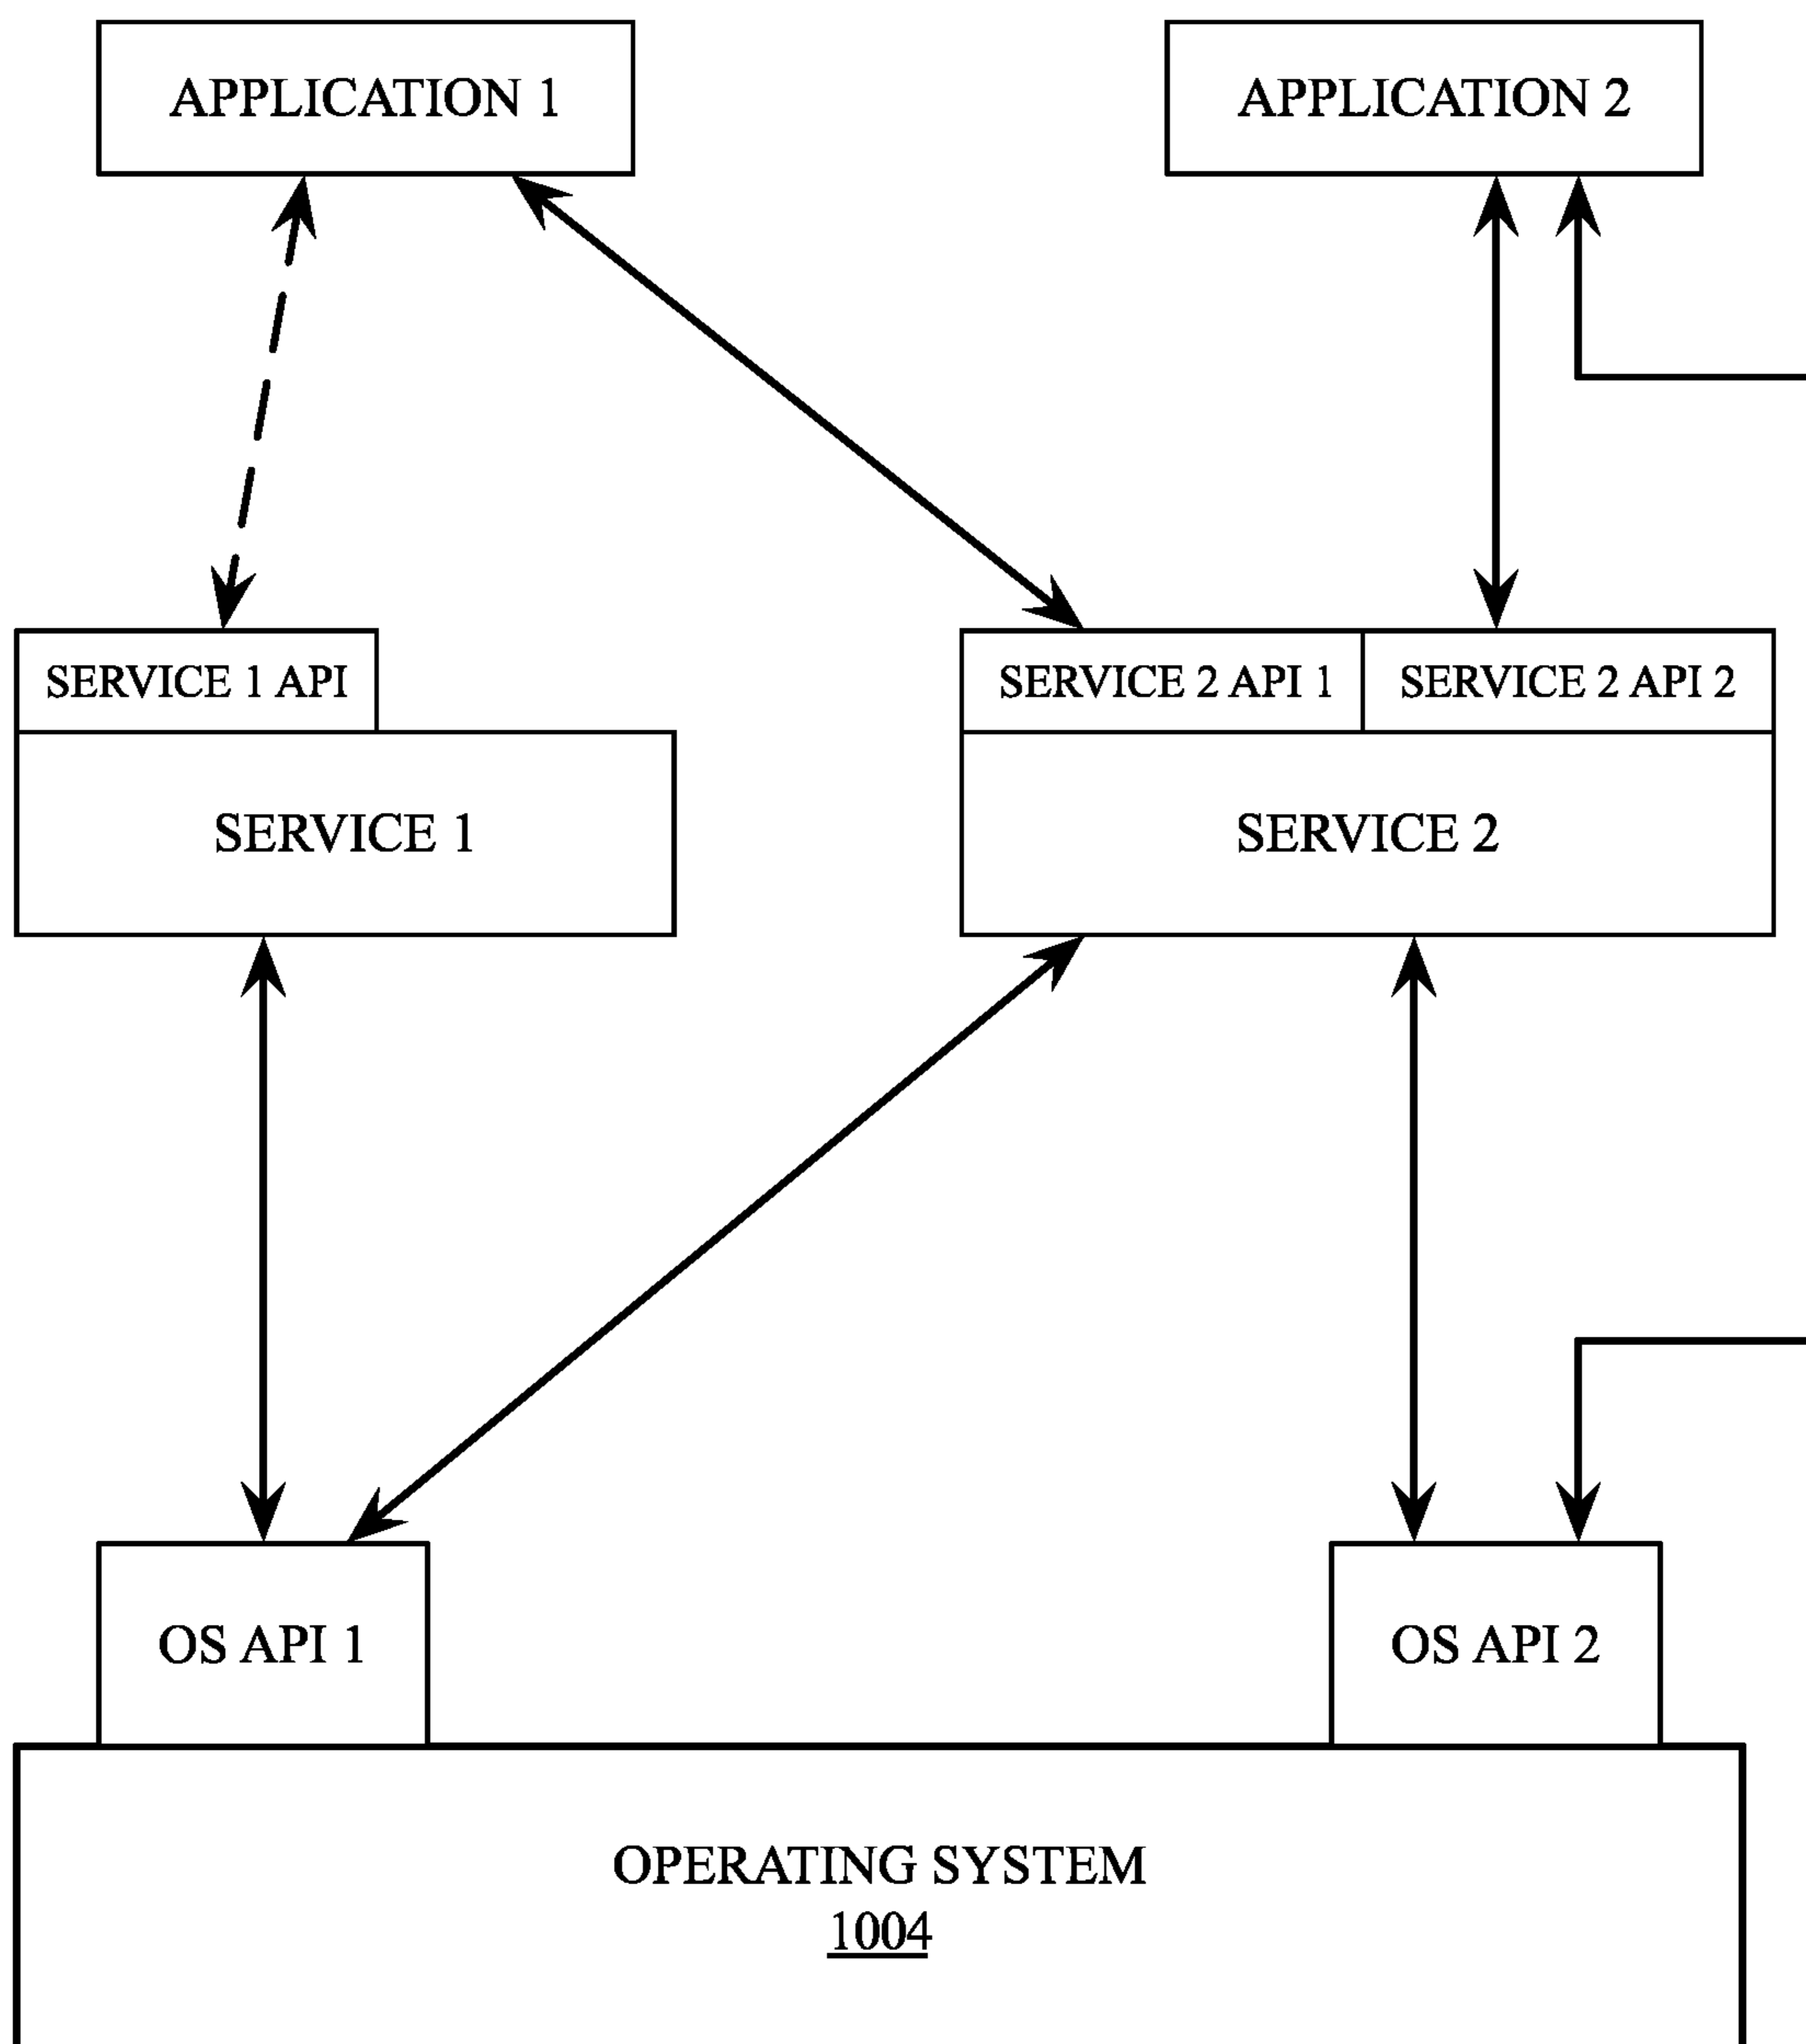 APPLICATION 1
APPLICATION 2
SERVICE 1 API
SERVICE 2 API 1
SERVICE 2 API 2
SERVICE 1
SERVICE 2
OS API 1
OS API 2
OPERATING SYSTEM
1004